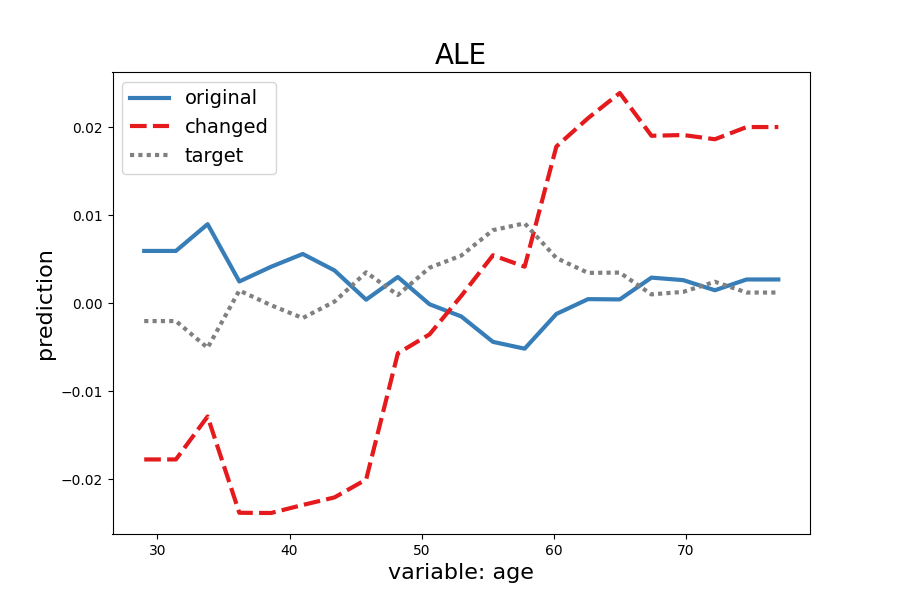 ALE
original
changed
target
0.02
0.01
0.00
−0.01
−0.02
prediction
30 40 50 60 70
variable: age